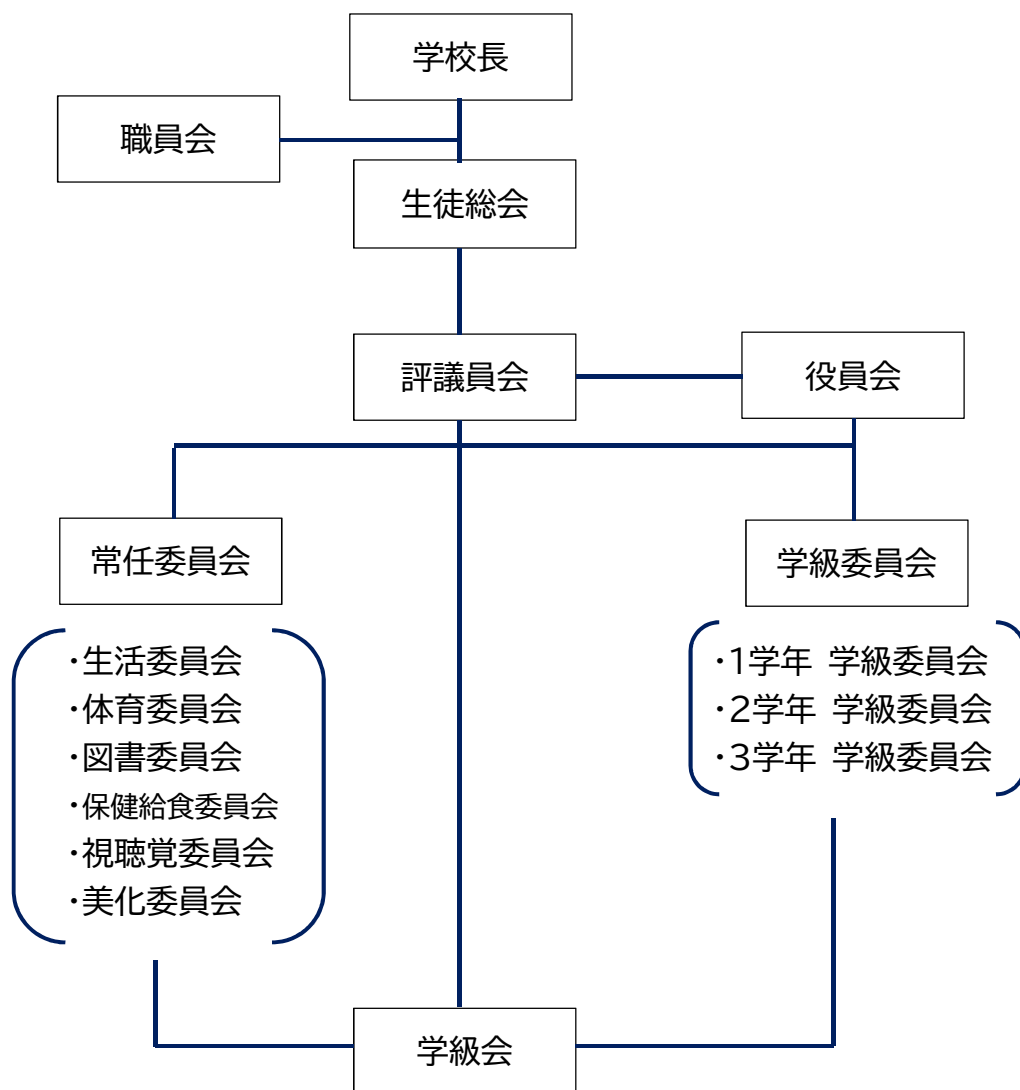 学校長
職員会
生徒総会
評議員会
役員会
常任委員会
・生活委員会
・体育委員会
・図書委員会
・保健給食委員会
・視聴覚委員会
・美化委員会
学級委員会
・1学年 学級委員会
・2学年 学級委員会
・3学年 学級委員会
学級会